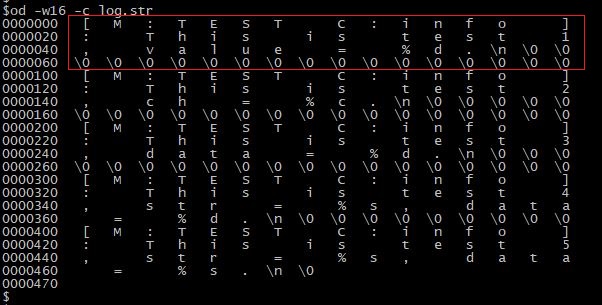 $od -w16 -c log.str
0000000 [ M : T E S T C : i n f o ]
0000020 : T h i s i s t e s t 1
0000040 , v a l u e = % d . \n \0 \0
0000060 \0 \0 \0 \0 \0 \0 \0 \0 \0 \0 \0 \0 \0 \0 \0 \0
0000100 [ M : T E S T C : i n f o ]
0000120 : T h i s i s t e s t 2
0000140 , c h = % c . \n \0 \0 \0 \0 \0
0000160 \0 \0 \0 \0 \0 \0 \0 \0 \0 \0 \0 \0 \0 \0 \0 \0
0000200 [ M : T E S T C : i n f o ]
0000220 : T h i s i s t e s t 3
0000240 , d a t a = % d . \n \0 \0 \0
0000260 \0 \0 \0 \0 \0 \0 \0 \0 \0 \0 \0 \0 \0 \0 \0 \0
0000300 [ M : T E S T C : i n f o ]
0000320 : T h i s i s t e s t 4
0000340 , s t r = % s , d a t a
0000360 = % d . \n \0 \0 \0 \0 \0 \0 \0 \0 \0
0000400 [ M : T E S T C : i n f o ]
0000420 : T h i s i s t e s t 5
0000440 , s t r = % s , d a t a
0000460 = % s . \n \0
0000470
$